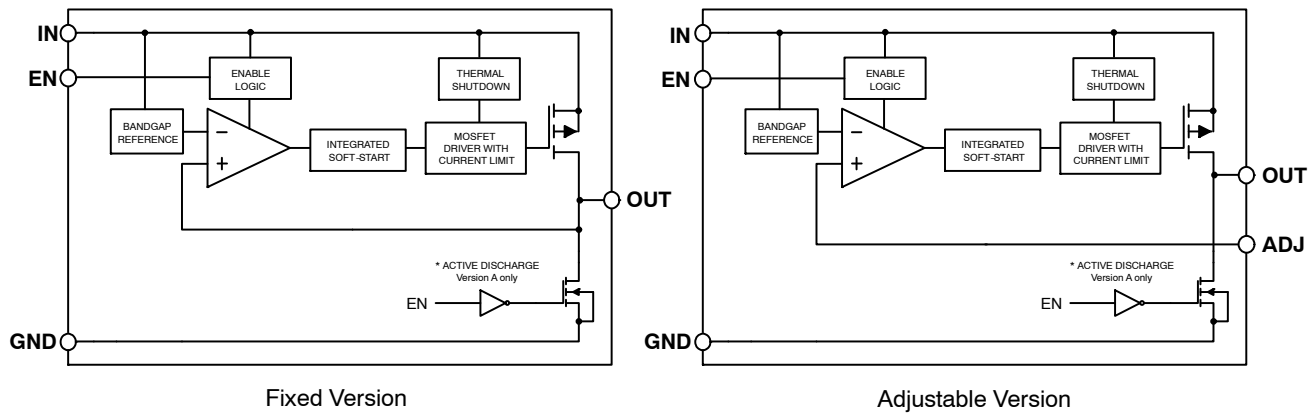 IN
EN
ENABLE
LOGIC
THERMAL
SHUTDOWN
BANDGAP
REFERENCE
−
+
INTEGRATED
SOFT-START
MOSFET
DRIVER WITH
CURRENT LIMIT
OUT
* ACTIVE DISCHARGE
Version A only
EN
GND
Fixed Version
IN
EN
ENABLE
LOGIC
THERMAL
SHUTDOWN
BANDGAP
REFERENCE
−
+
INTEGRATED
SOFT-START
MOSFET
DRIVER WITH
CURRENT LIMIT
OUT
ADJ
* ACTIVE DISCHARGE
Version A only
EN
GND
Adjustable Version